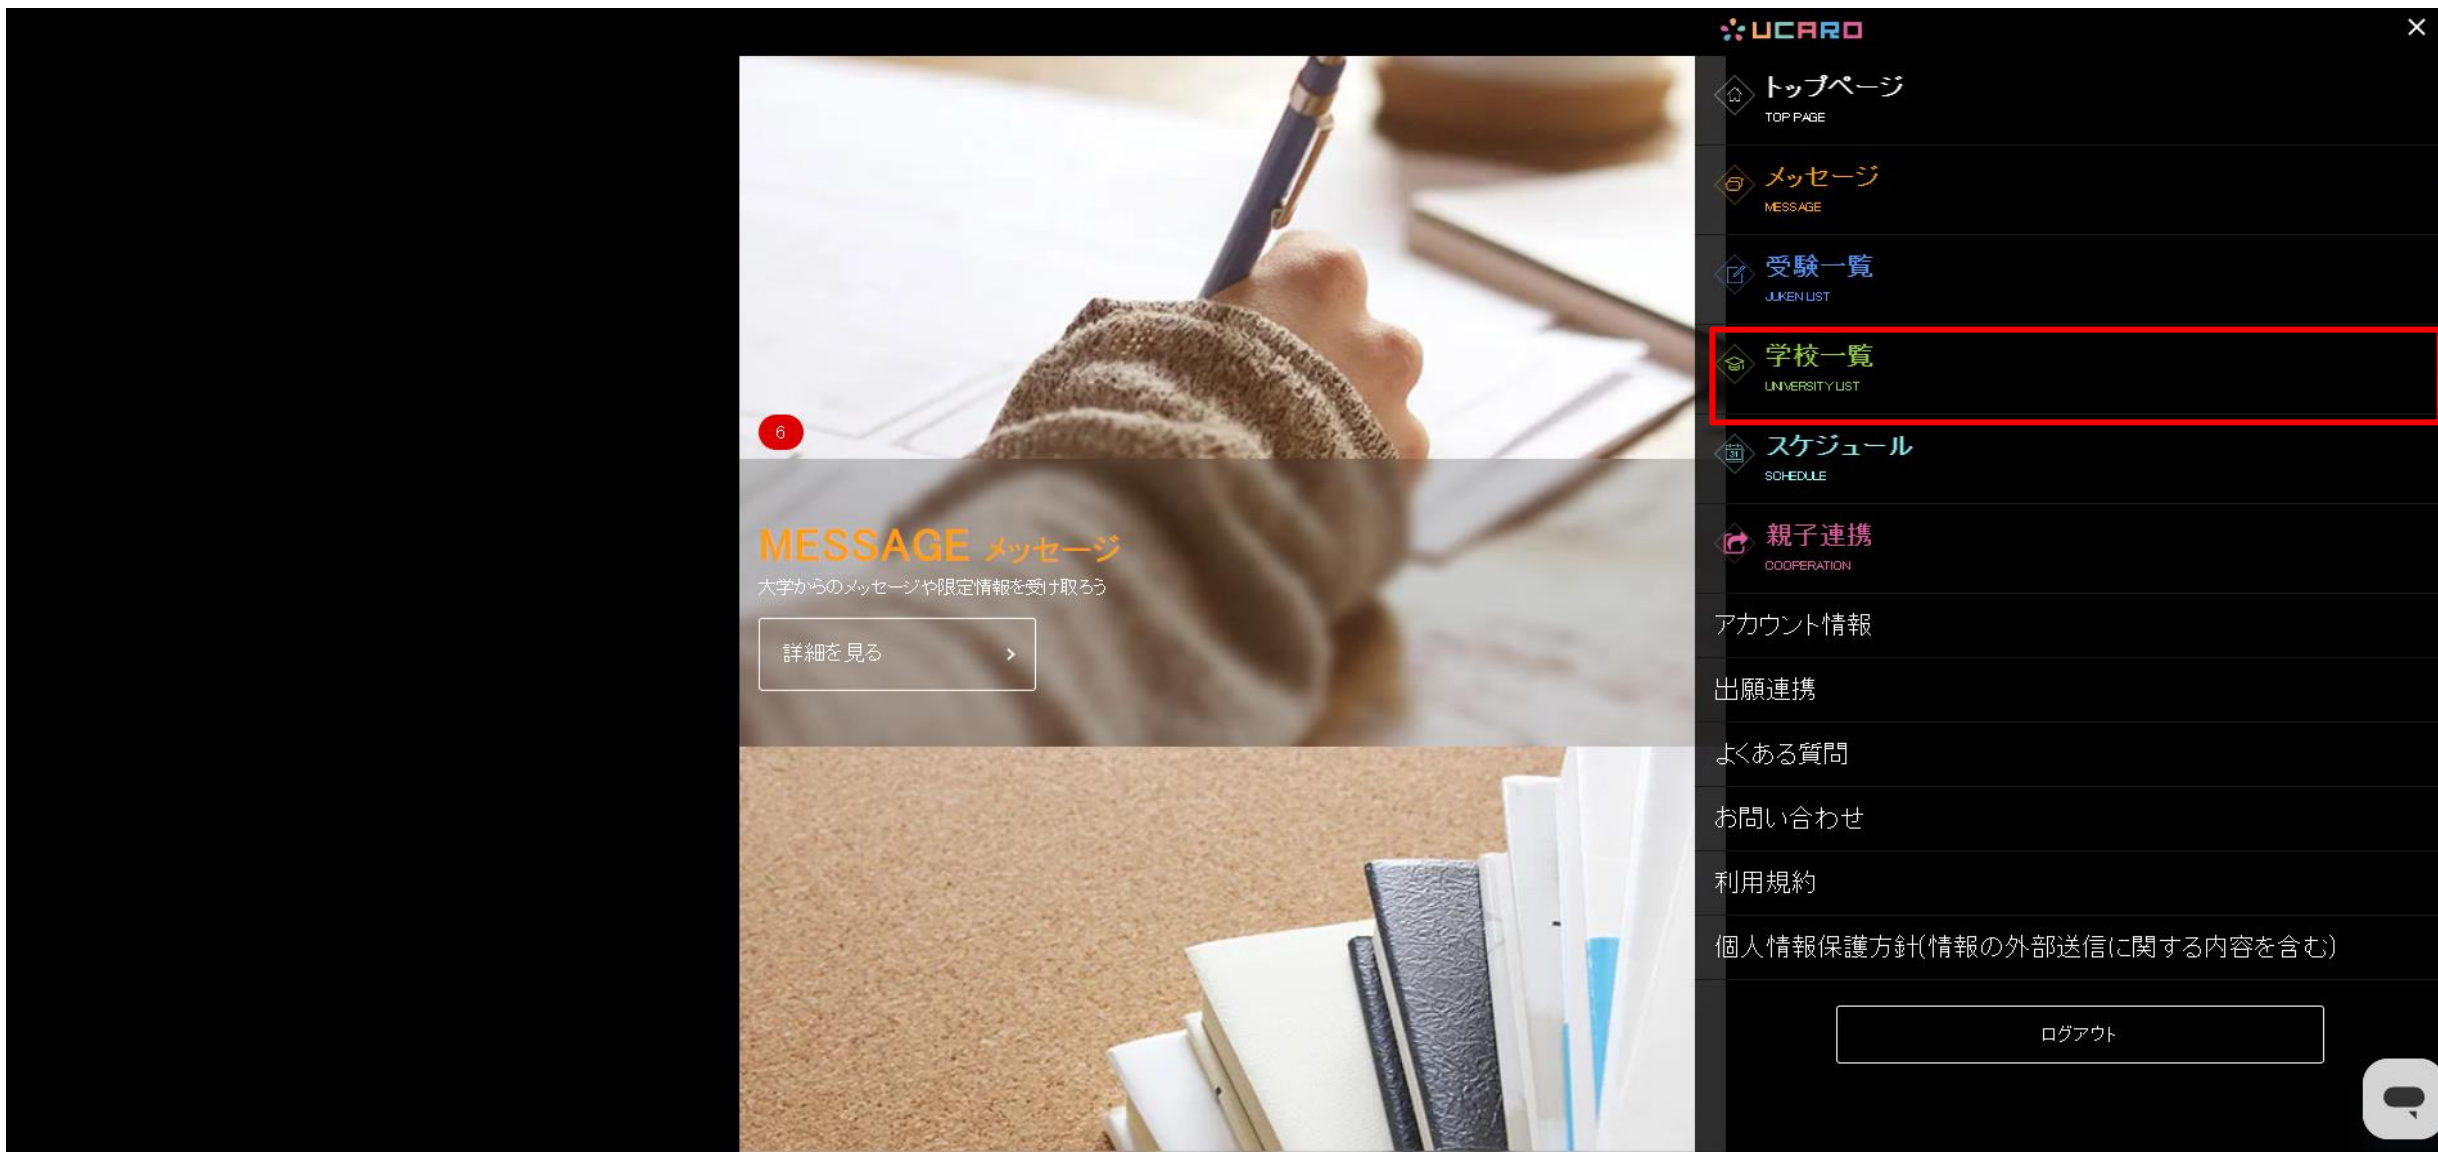 UCARO
トップページ
TOP PAGE
メッセージ
MESSAGE
受験一覧
JUKEN LIST
学校一覧
UNIVERSITY LIST
スケジュール
SCHEDULE
親子連携
COOPERATION
アカウント情報
出願連携
よくある質問
お問い合わせ
利用規約
個人情報保護方針(情報の外部送信に関する内容を含む)
ログアウト
6
MESSAGE メッセージ
大学からのメッセージや限定情報を受け取ろう
詳細を見る